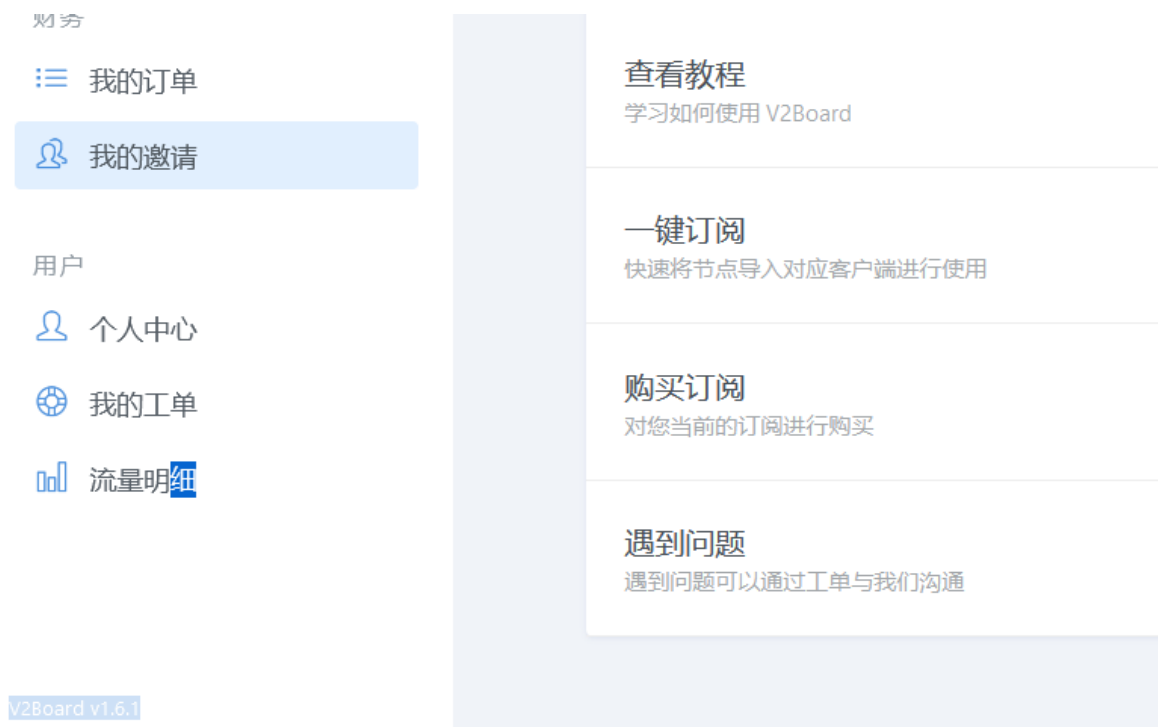 财务
我的订单
我的邀请
用户
个人中心
我的工单
流量明细
V2Board v1.6.1
查看教程
学习如何使用 V2Board
一键订阅
快速将节点导入对应客户端进行使用
购买订阅
对您当前的订阅进行购买
遇到问题
遇到问题可以通过工单与我们沟通